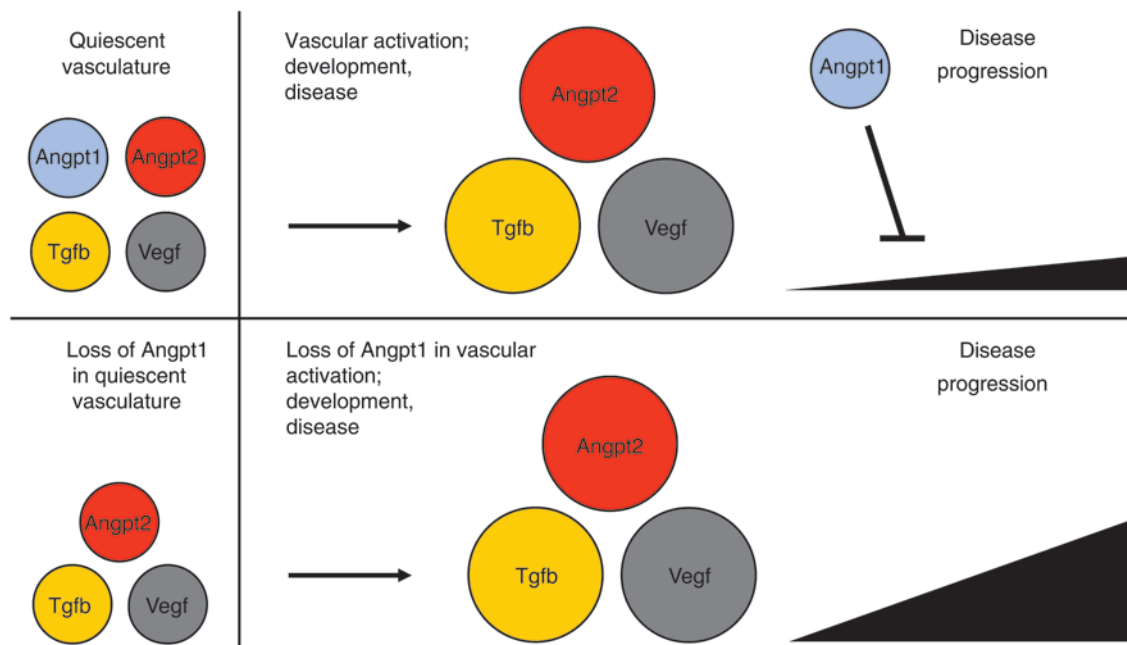 Quiescent
vasculature
Angpt1
Angpt2
Tgfb
Vegf
Vascular activation;
development,
disease
Angpt2
Tgfb
Vegf
Angpt1
Disease
progression
Loss of Angpt1
in quiescent
vasculature
Angpt2
Tgfb
Vegf
Loss of Angpt1 in vascular
activation;
development,
disease
Angpt2
Tgfb
Vegf
Disease
progression